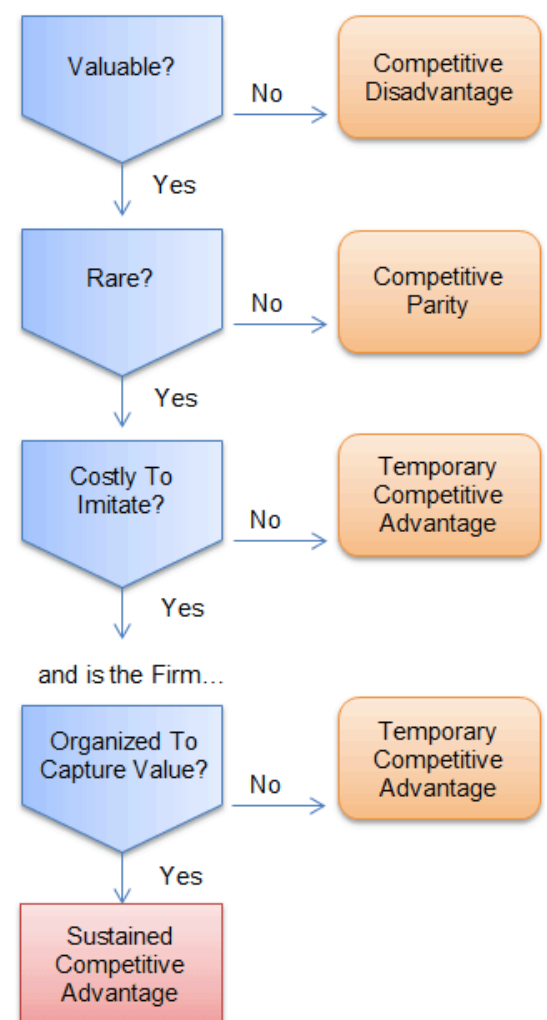 Valuable?
No
Competitive
Disadvantage
Yes
Rare?
No
Competitive
Parity
Yes
Costly To
Imitate?
No
Temporary
Competitive
Advantage
Yes
and is the Firm...
Organized To
Capture Value?
No
Temporary
Competitive
Advantage
Yes
Sustained
Competitive
Advantage